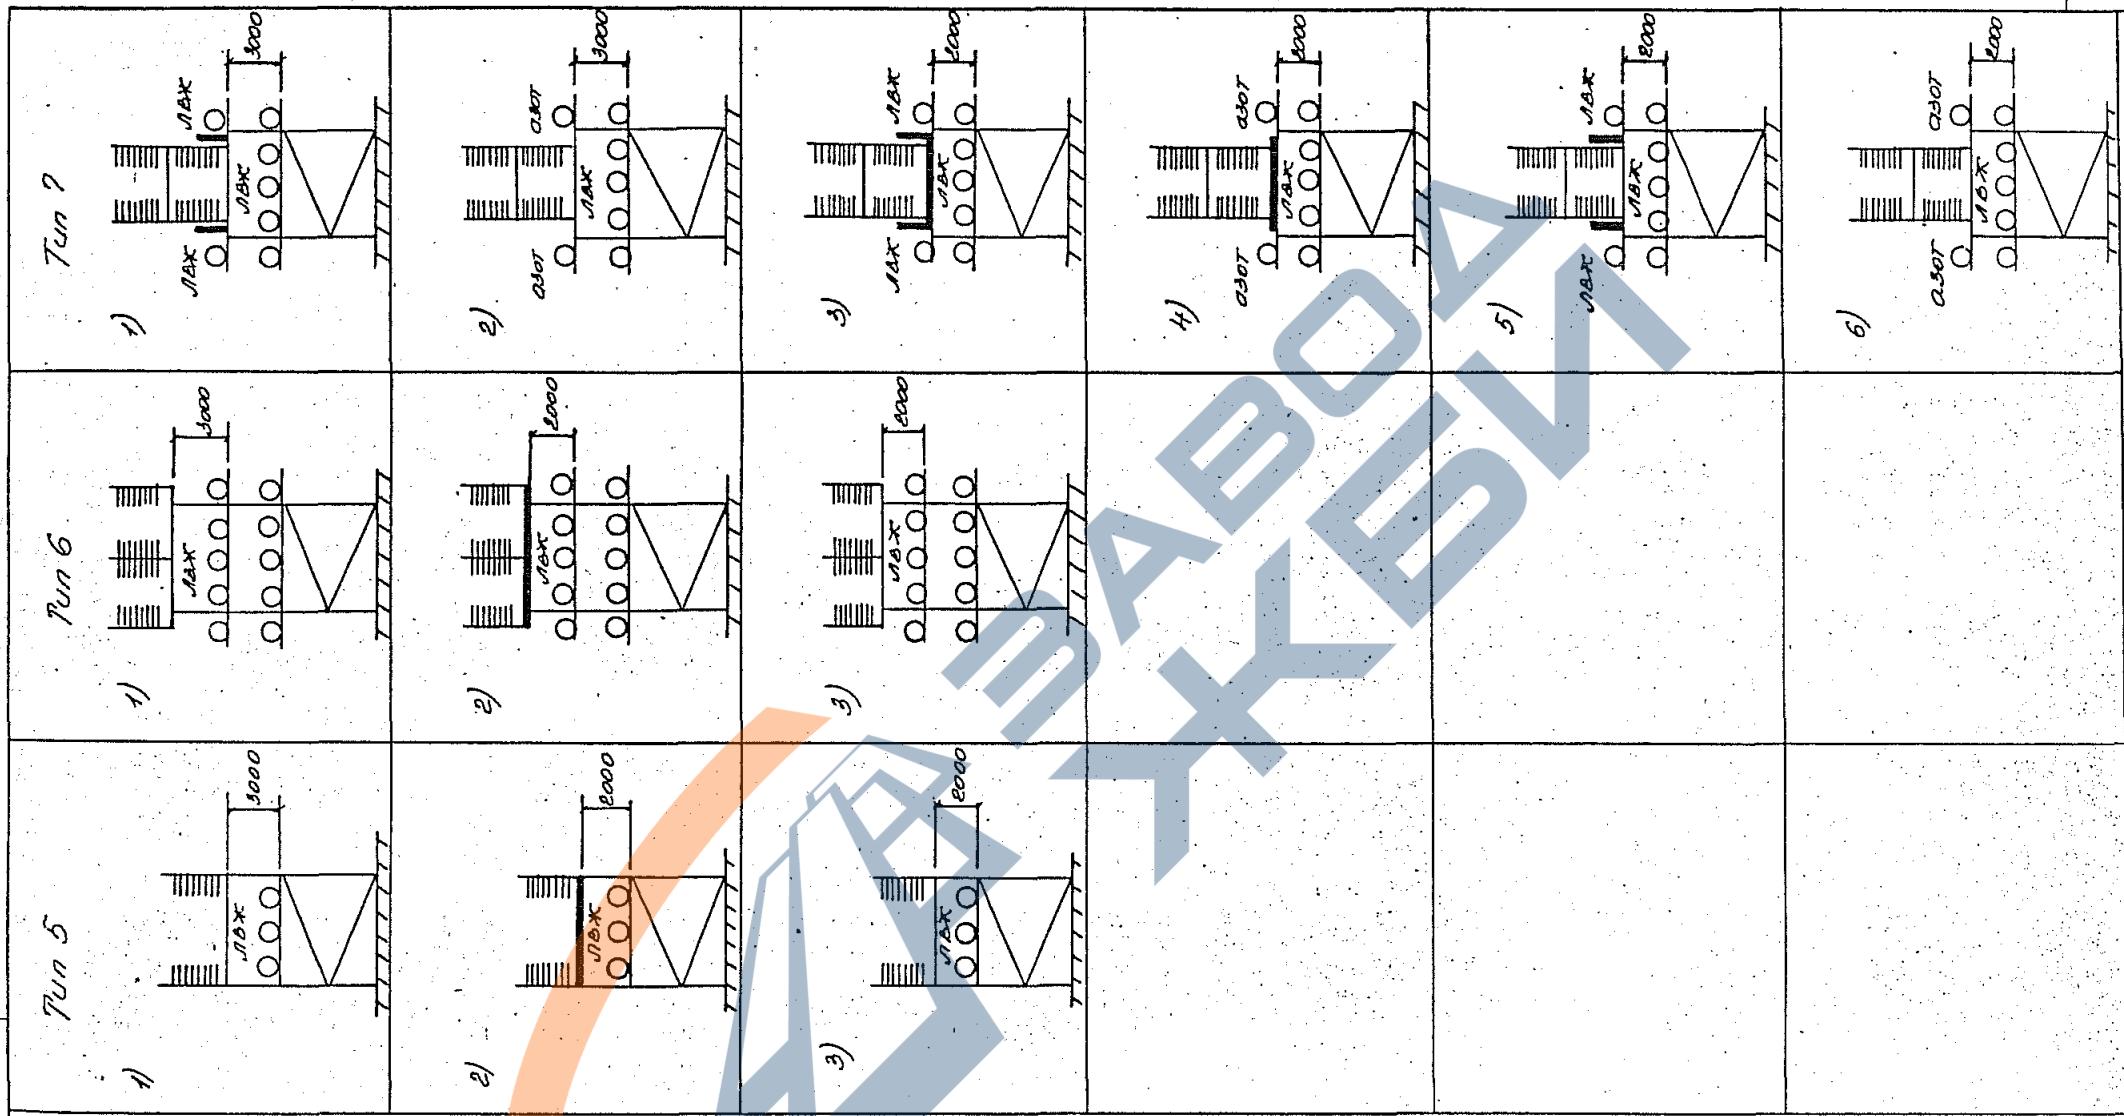 Тип 5
Тип 6
Тип 7
1)
3000
ЛВЖ
1)
3000
ЛВЖ
1)
ЛВЖ
ЛВЖ
ЛВЖ
3000
2)
2000
ЛВЖ
2)
2000
ЛВЖ
2)
азот
ЛВЖ
азот
3000
3)
2000
ЛВЖ
3)
2000
ЛВЖ
3)
ЛВЖ
ЛВЖ
ЛВЖ
2000
4)
азот
ЛВЖ
азот
2000
5)
ЛВЖ
ЛВЖ
ЛВЖ
2000
6)
азот
ЛВЖ
азот
2000
ЗАВОД
ЖБИ